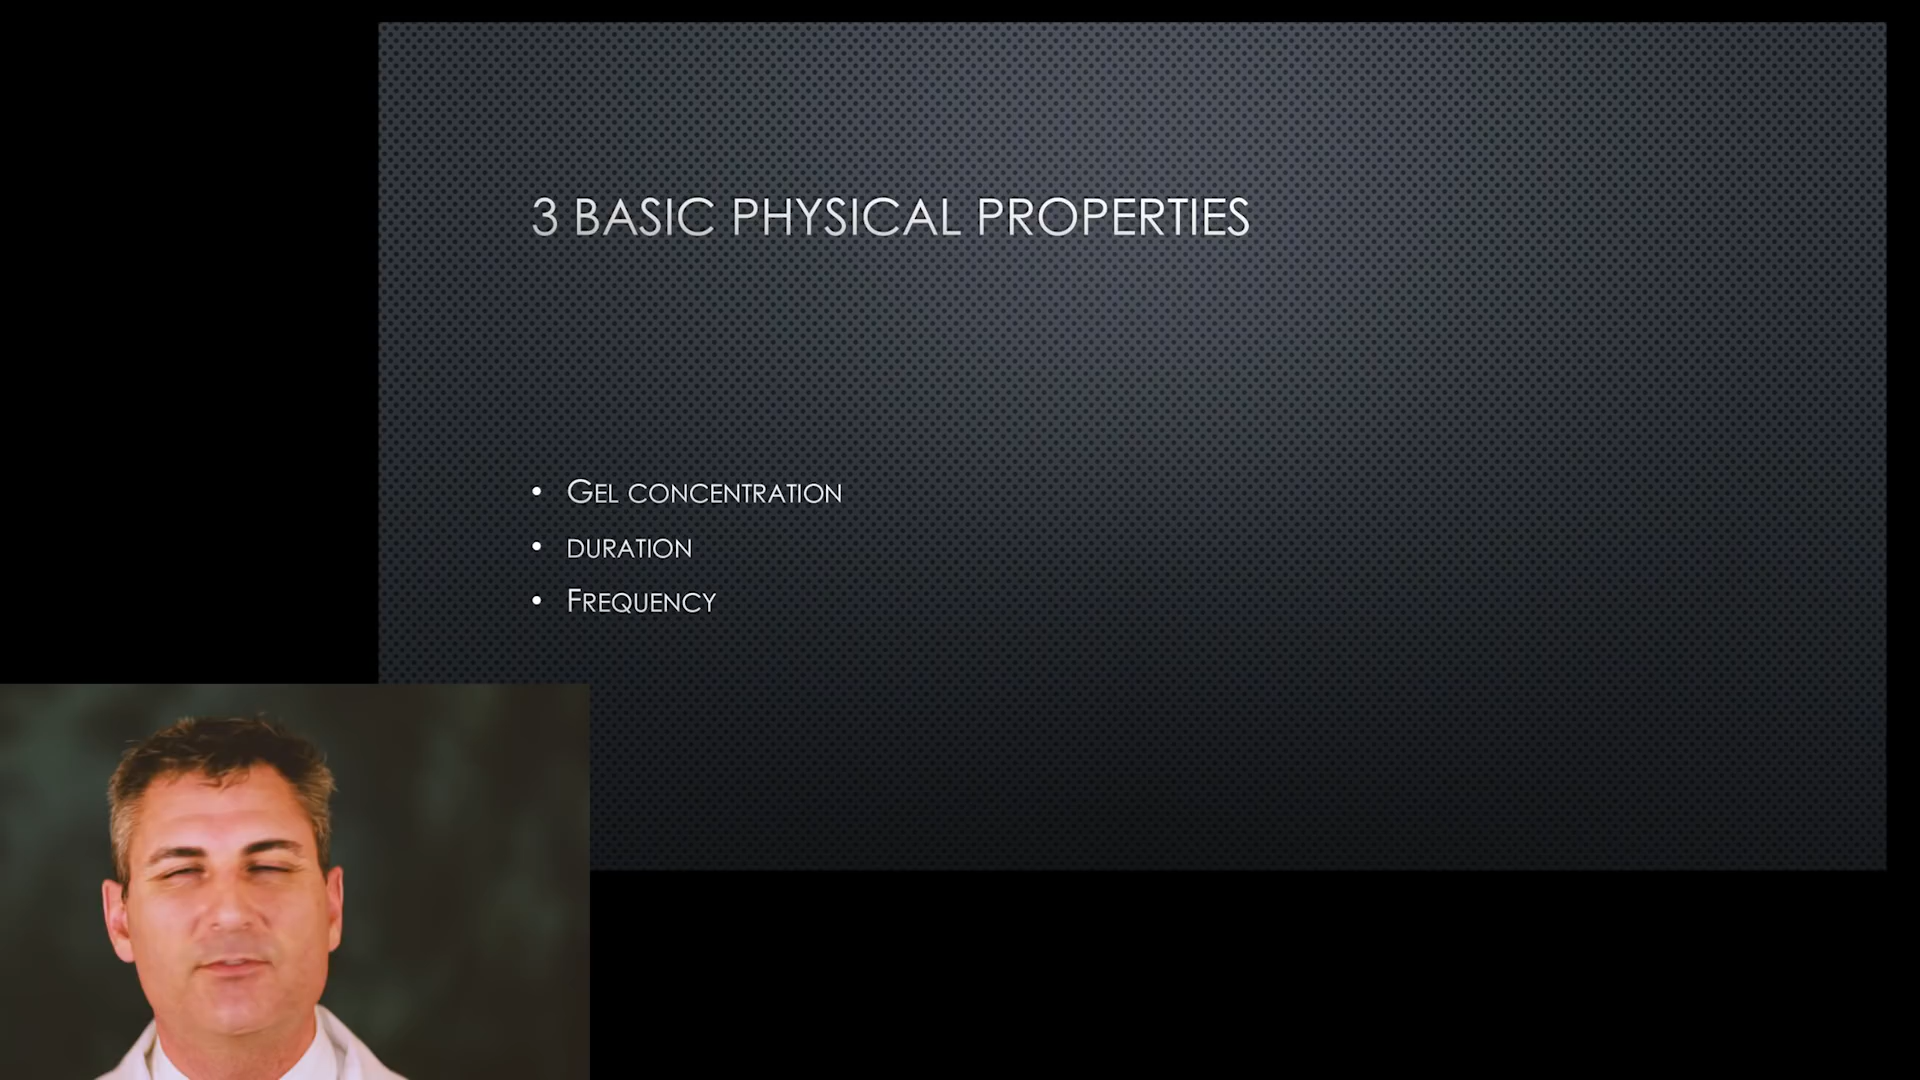 3 BASIC PHYSICAL PROPERTIES
• GEL CONCENTRATION
• DURATION
• FREQUENCY